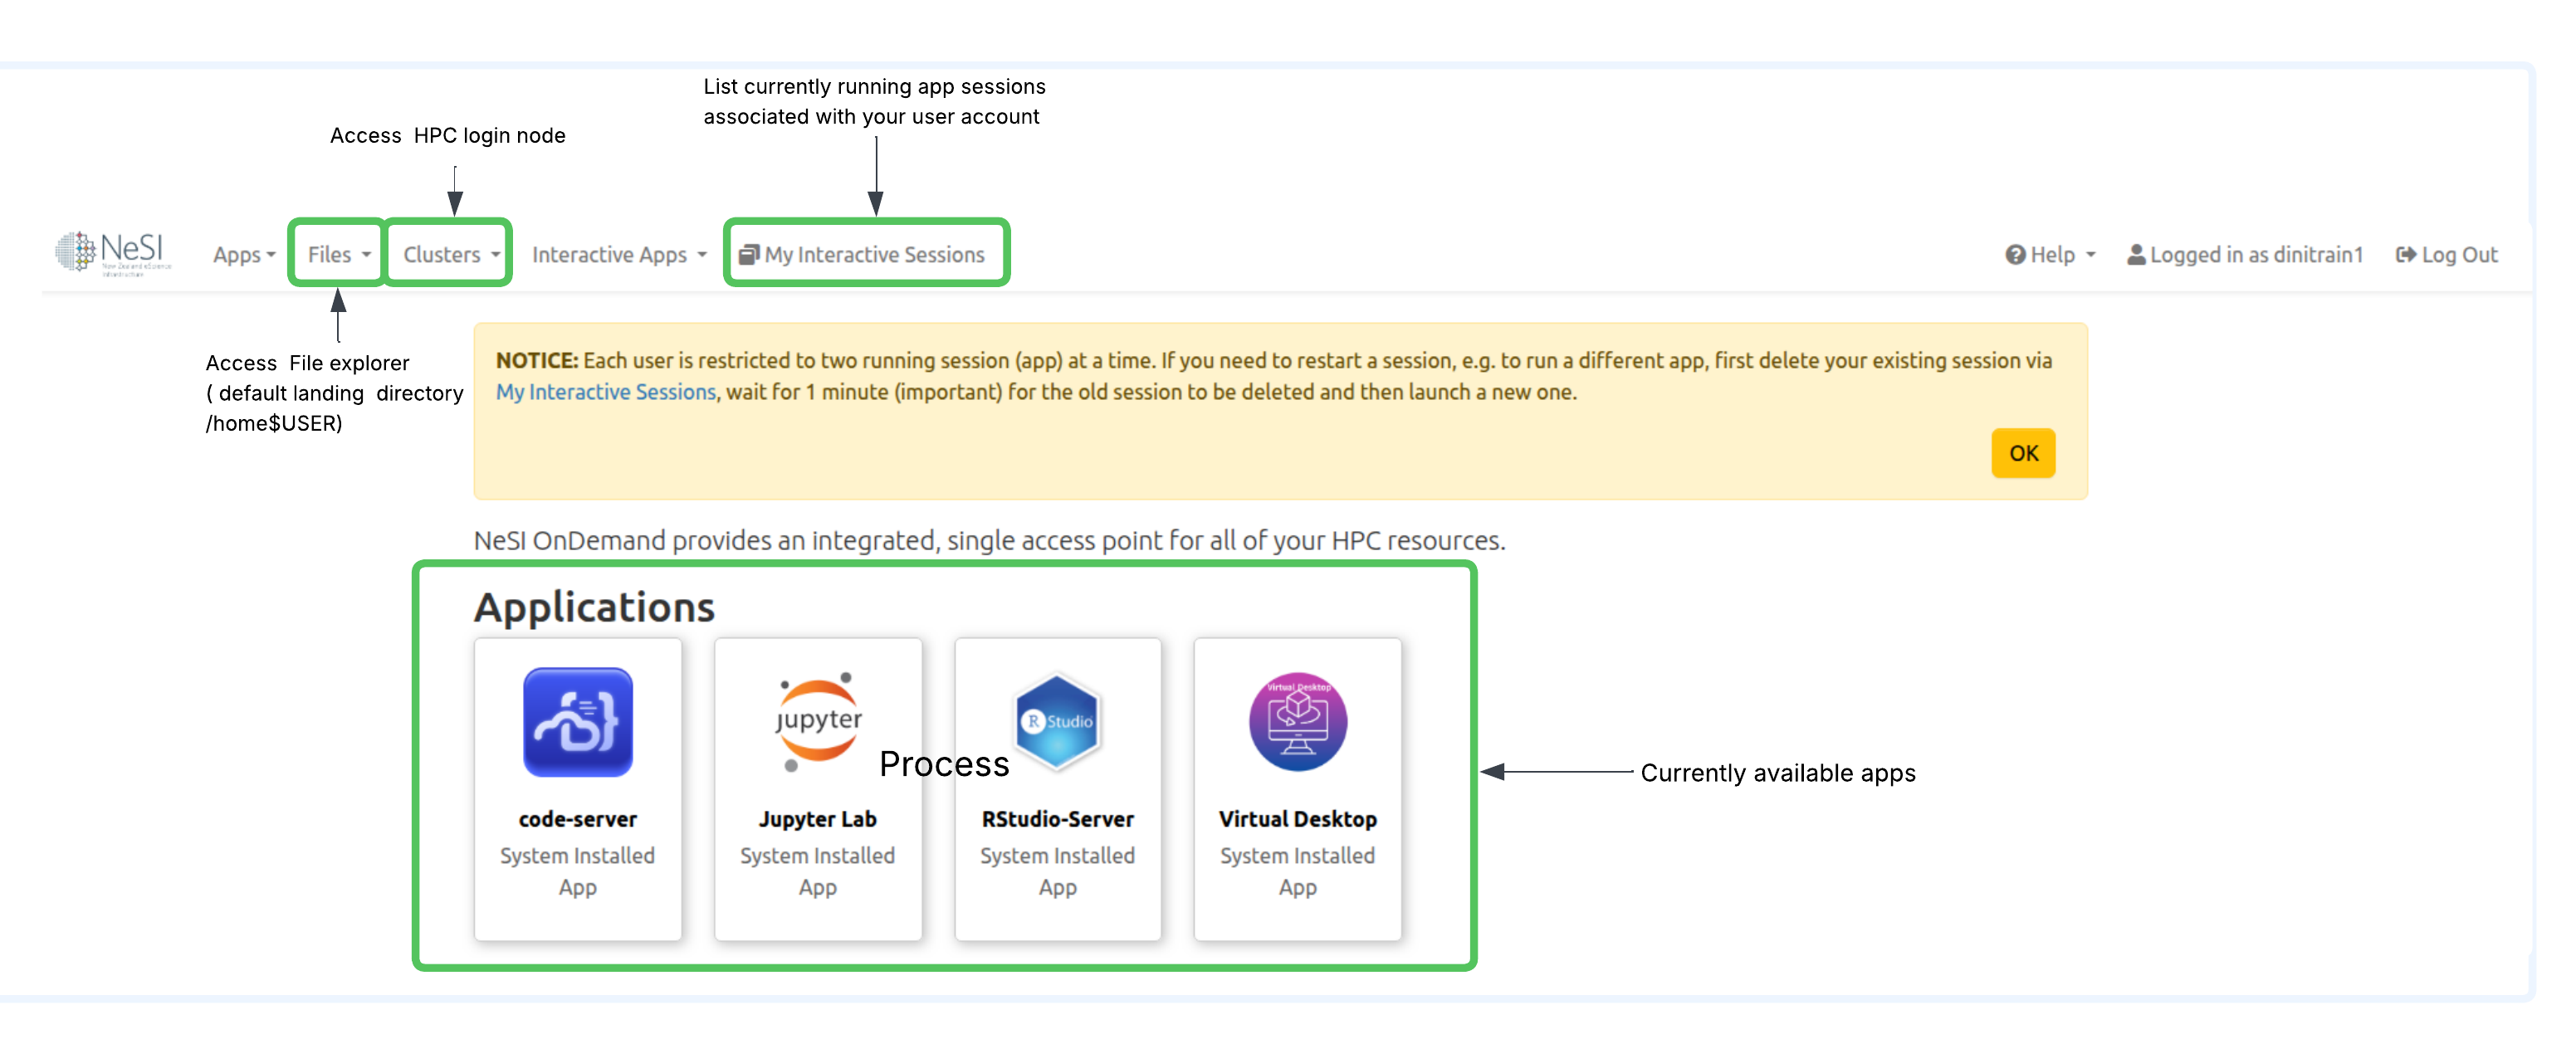 List currently running app sessions
associated with your user account
Access HPC login node
NeSI
New Zealand eScience
Infrastructure
Apps
Files
Clusters
Interactive Apps
My Interactive Sessions
Help
Logged in as dinitrain1
Log Out
Access File explorer
( default landing directory
/home$USER)
NOTICE: Each user is restricted to two running session (app) at a time. If you need to restart a session, e.g. to run a different app, first delete your existing session via
My Interactive Sessions, wait for 1 minute (important) for the old session to be deleted and then launch a new one.
OK
NeSI OnDemand provides an integrated, single access point for all of your HPC resources.
Applications
jupyter
R Studio
Virtual Desktop
Process
Currently available apps
code-server
Jupyter Lab
RStudio-Server
Virtual Desktop
System Installed
App
System Installed
App
System Installed
App
System Installed
App